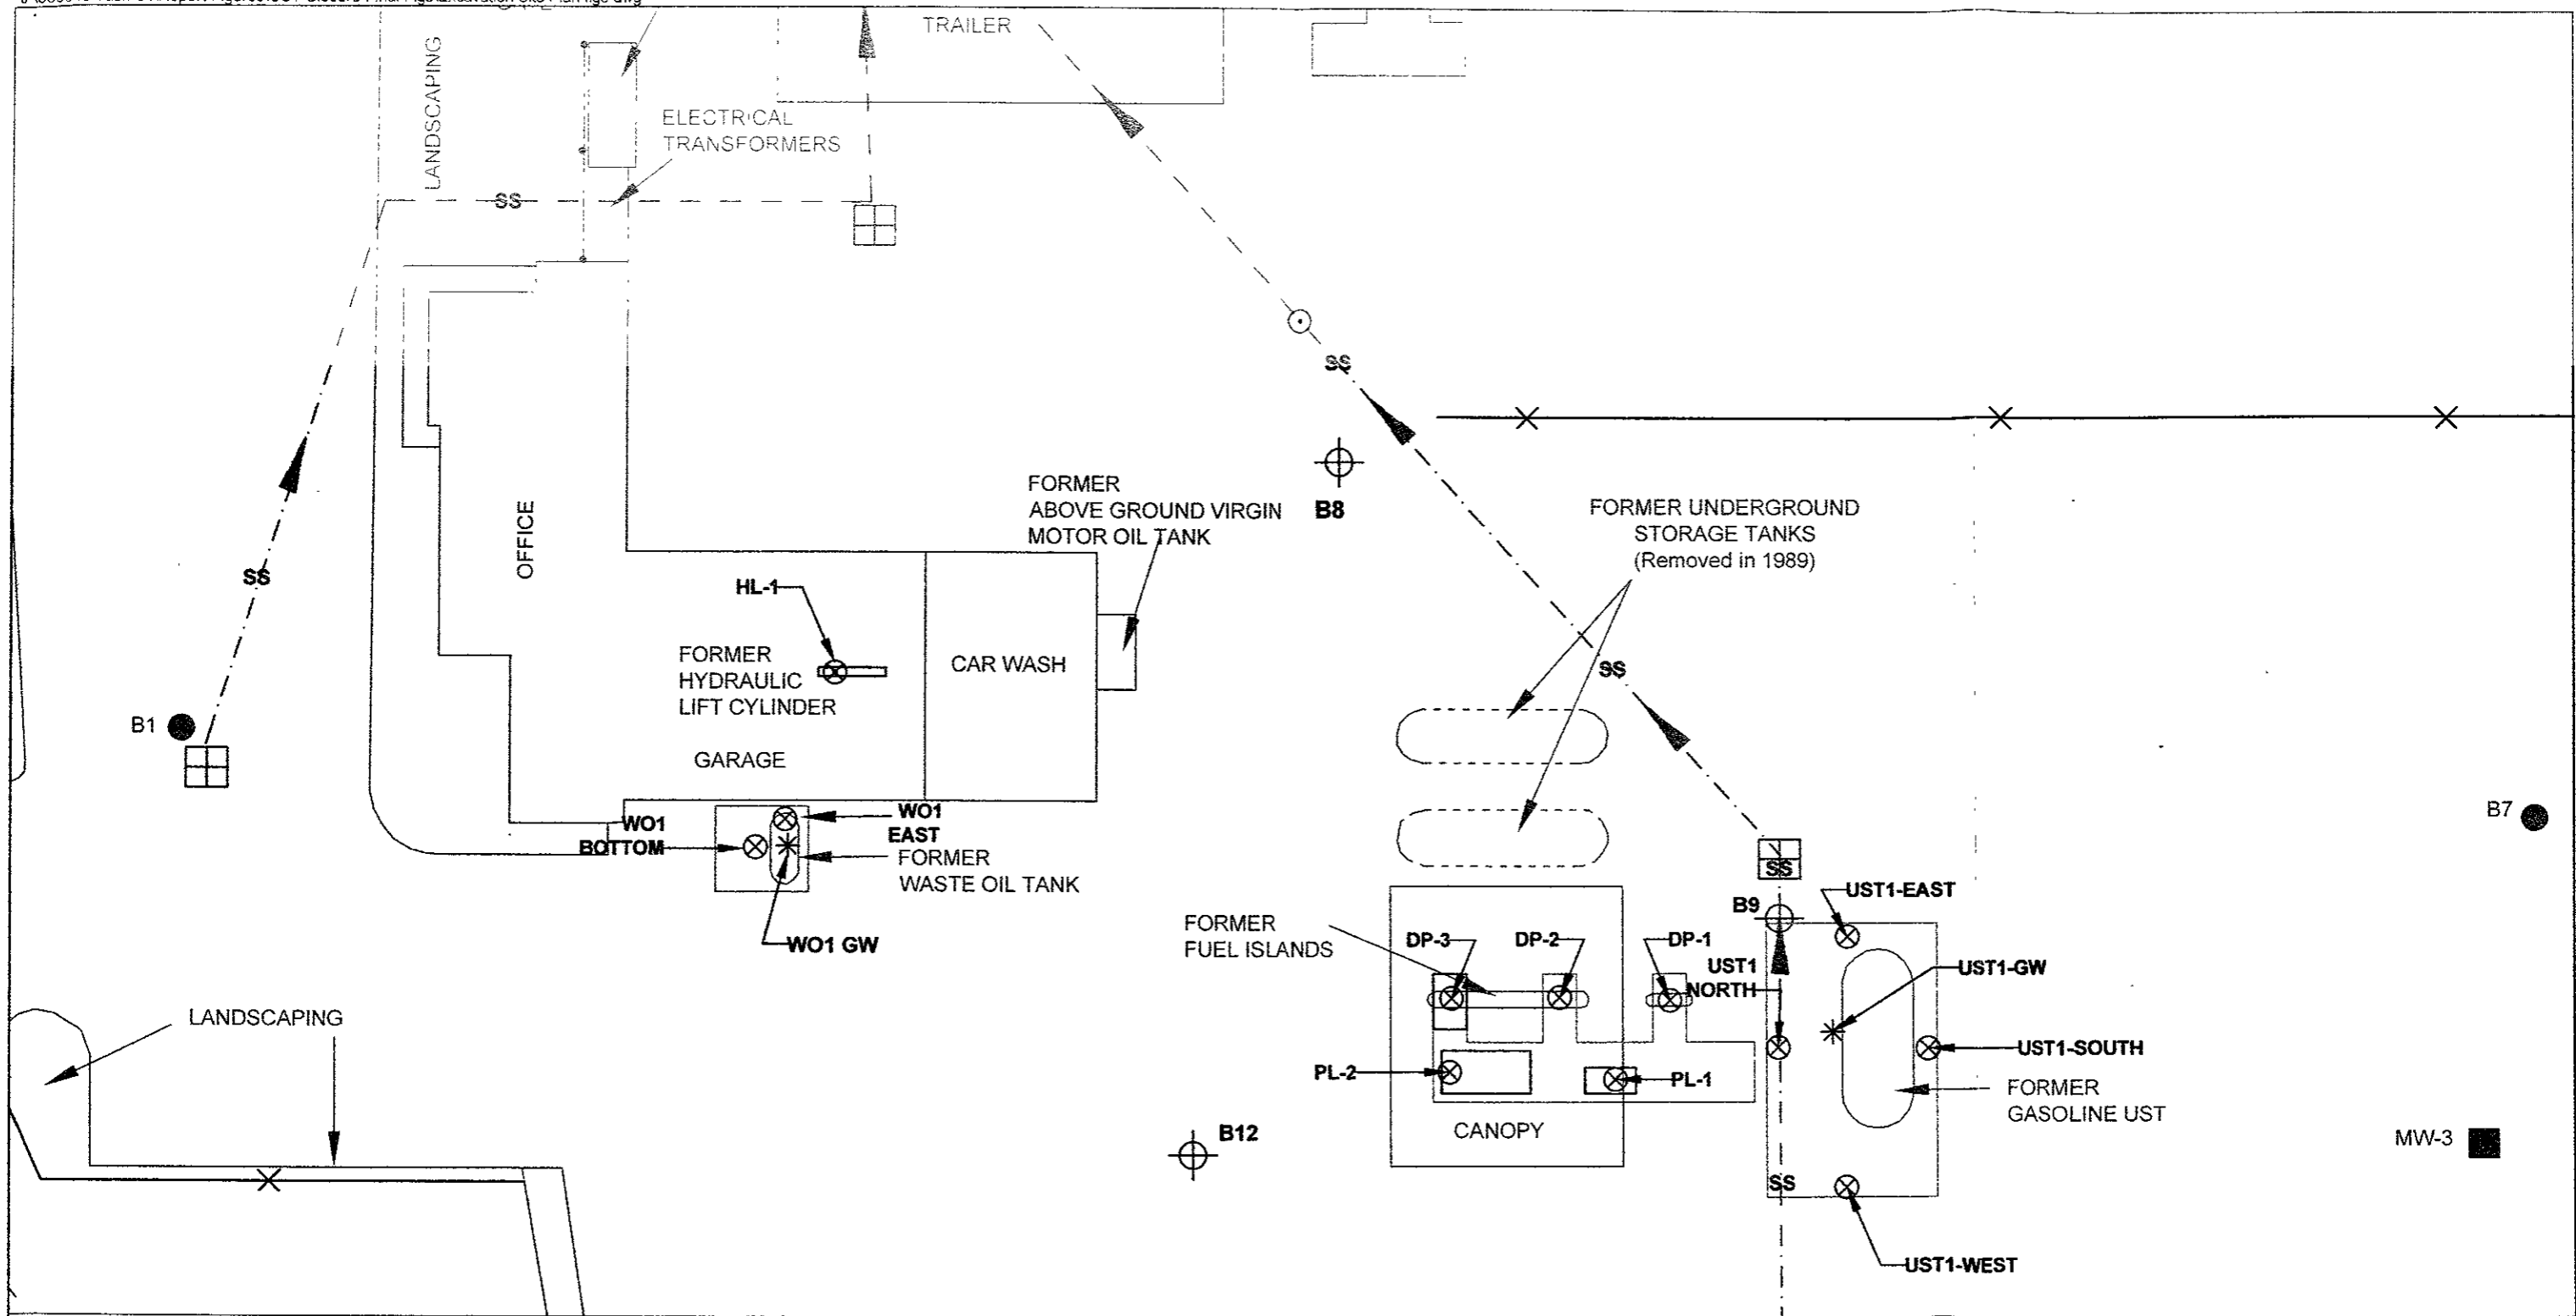 TRAILER
LANDSCAPING
ELECTRICAL
TRANSFORMERS
SS
SS
FORMER
ABOVE GROUND VIRGIN
MOTOR OIL TANK
B8
FORMER UNDERGROUND
STORAGE TANKS
(Removed in 1989)
OFFICE
SS
HL-1
FORMER
HYDRAULIC
LIFT CYLINDER
CAR WASH
SS
B1
GARAGE
B7
WO1
BOTTOM
WO1
EAST
FORMER
WASTE OIL TANK
WO1 GW
SS
UST1-EAST
B9
FORMER
FUEL ISLANDS
DP-3
DP-2
DP-1
UST1
NORTH
UST1-GW
LANDSCAPING
UST1-SOUTH
PL-2
PL-1
FORMER
GASOLINE UST
CANOPY
B12
MW-3
SS
UST1-WEST